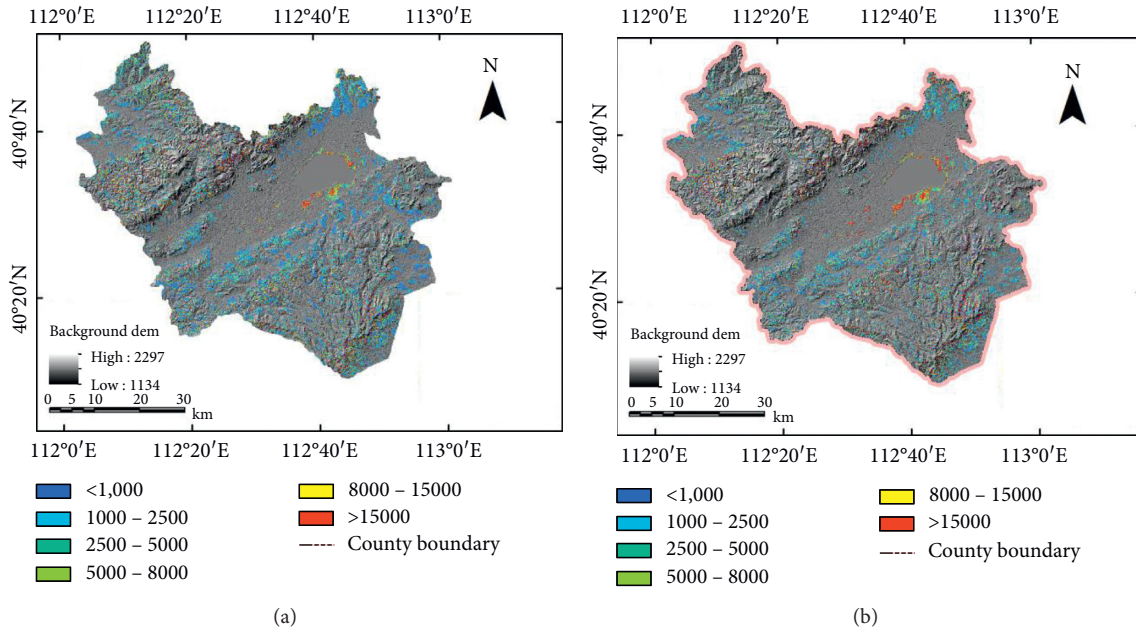 112°0′E 112°20′E 112°40′E 113°0′E
N
40°40′N
40°20′N
Background dem
High : 2297
Low : 1134
0 5 10 20 30
km
112°0′E 112°20′E 112°40′E 113°0′E
<1,000
1000 – 2500
2500 – 5000
5000 – 8000
8000 – 15000
>15000
County boundary
(a)
112°0′E 112°20′E 112°40′E 113°0′E
N
40°40′N
40°20′N
Background dem
High : 2297
Low : 1134
0 5 10 20 30
km
112°0′E 112°20′E 112°40′E 113°0′E
<1,000
1000 – 2500
2500 – 5000
5000 – 8000
8000 – 15000
>15000
County boundary
(b)